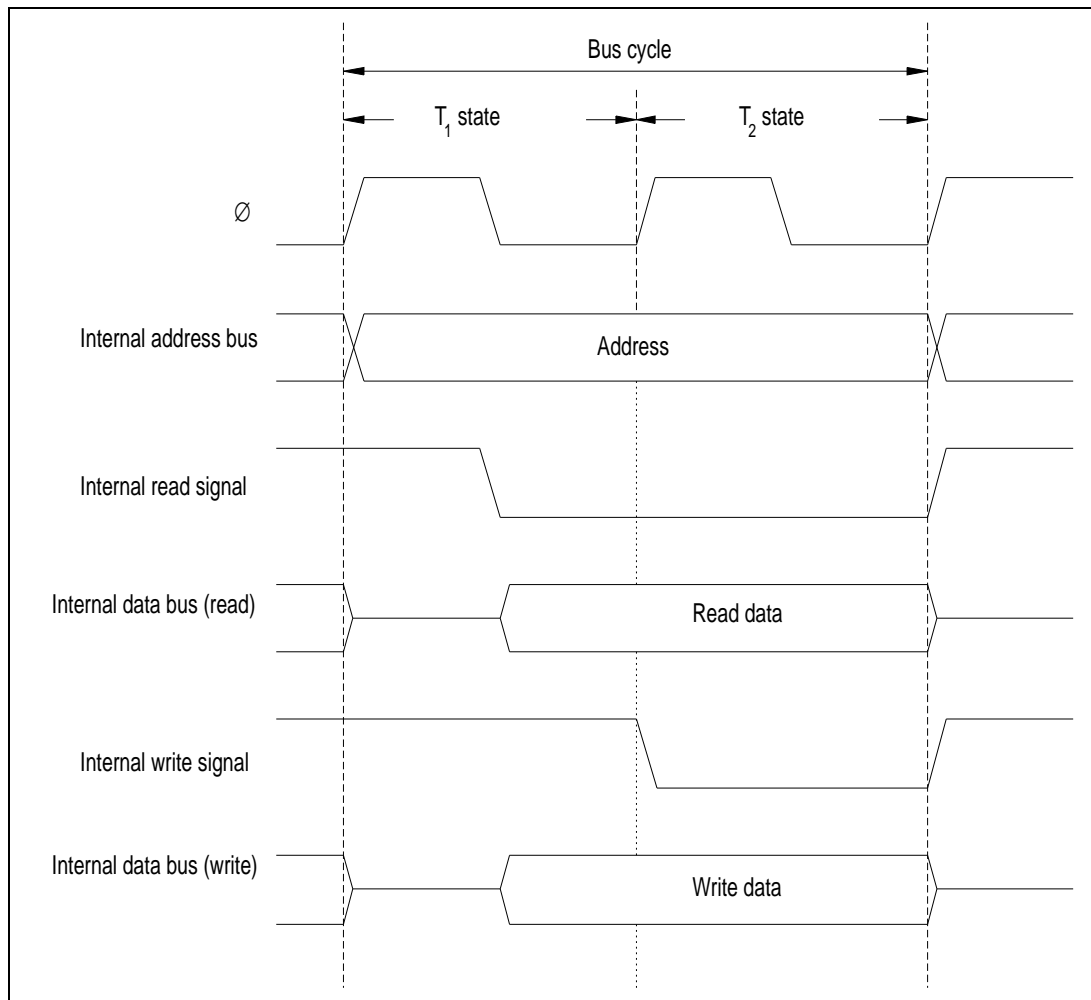 Bus cycle
T₁ state
T₂ state
Ø
Internal address bus
Address
Internal read signal
Internal data bus (read)
Read data
Internal write signal
Internal data bus (write)
Write data